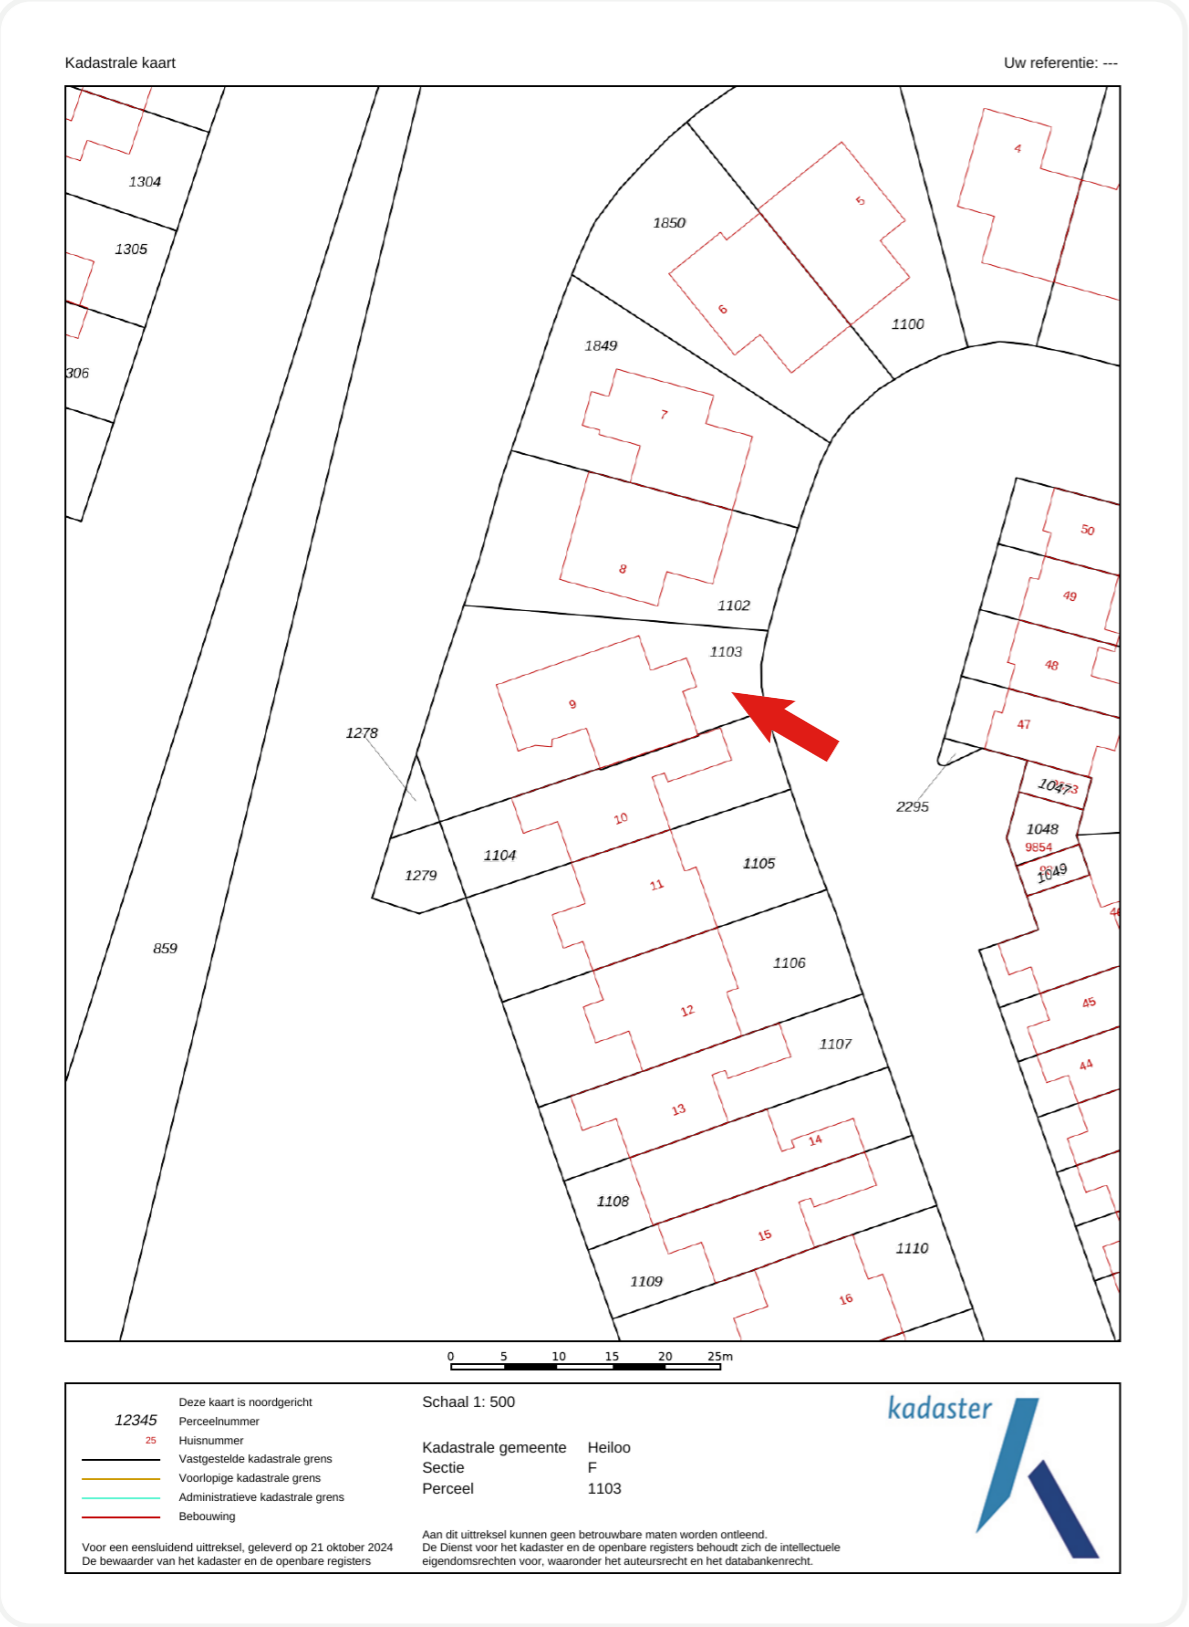 Kadastrale kaart
Uw referentie: ---
4
1304
5
1850
1305
6
1100
1849
306
7
50
8
49
1102
1103
48
9
47
1278
1047
2295
10
1048
9854
1104
1105
1049
1279
11
46
859
1106
12
45
1107
44
13
14
1108
15
1110
1109
16
0 5 10 15 20 25m
Deze kaart is noordgericht
12345 Perceelnummer
25 Huisnummer
Vastgestelde kadastrale grens
Voorlopige kadastrale grens
Administratieve kadastrale grens
Bebouwing
Voor een eensluidend uittreksel, geleverd op 21 oktober 2024
De bewaarder van het kadaster en de openbare registers
Schaal 1: 500
Kadastrale gemeente Heiloo
Sectie F
Perceel 1103
Aan dit uittreksel kunnen geen betrouwbare maten worden ontleend.
De Dienst voor het kadaster en de openbare registers behoudt zich de intellectuele
eigendomsrechten voor, waaronder het auteursrecht en het databankenrecht.
kadaster